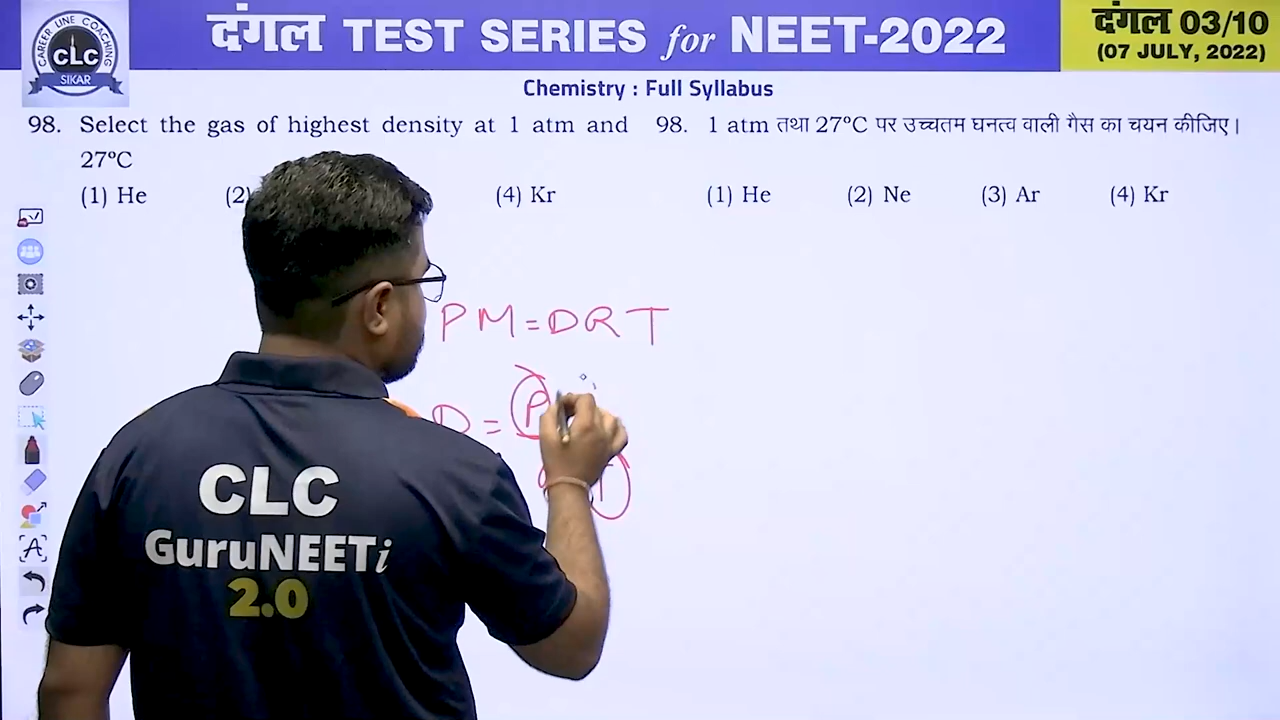 दंगल TEST SERIES for NEET-2022
दंगल 03/10
(07 JULY, 2022)
CAREER LINE COACHING
CLC
SIKAR
Chemistry : Full Syllabus
98. Select the gas of highest density at 1 atm and
27°C
(1) He (2) (4) Kr
98. 1 atm तथा 27°C पर उच्चतम घनत्व वाली गैस का चयन कीजिए।
(1) He (2) Ne (3) Ar (4) Kr
PM=DRT
D = P
T
CLC
GuruNEETi
2.0